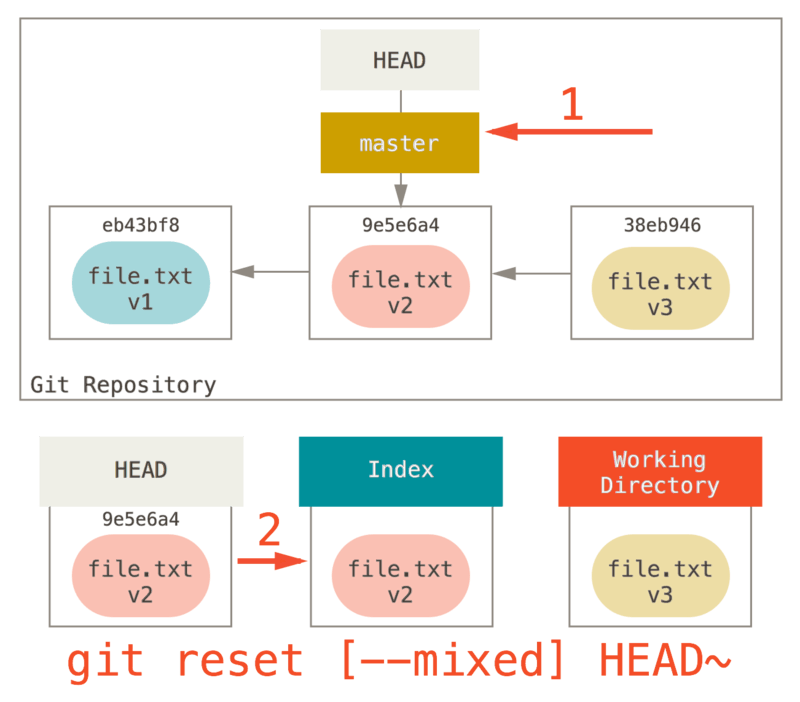 HEAD
1
master
eb43bf8
9e5e6a4
38eb946
file.txt
v1
file.txt
v2
file.txt
v3
Git Repository
HEAD
Index
Working
Directory
9e5e6a4
2
file.txt
v2
file.txt
v2
file.txt
v3
git reset [--mixed] HEAD~